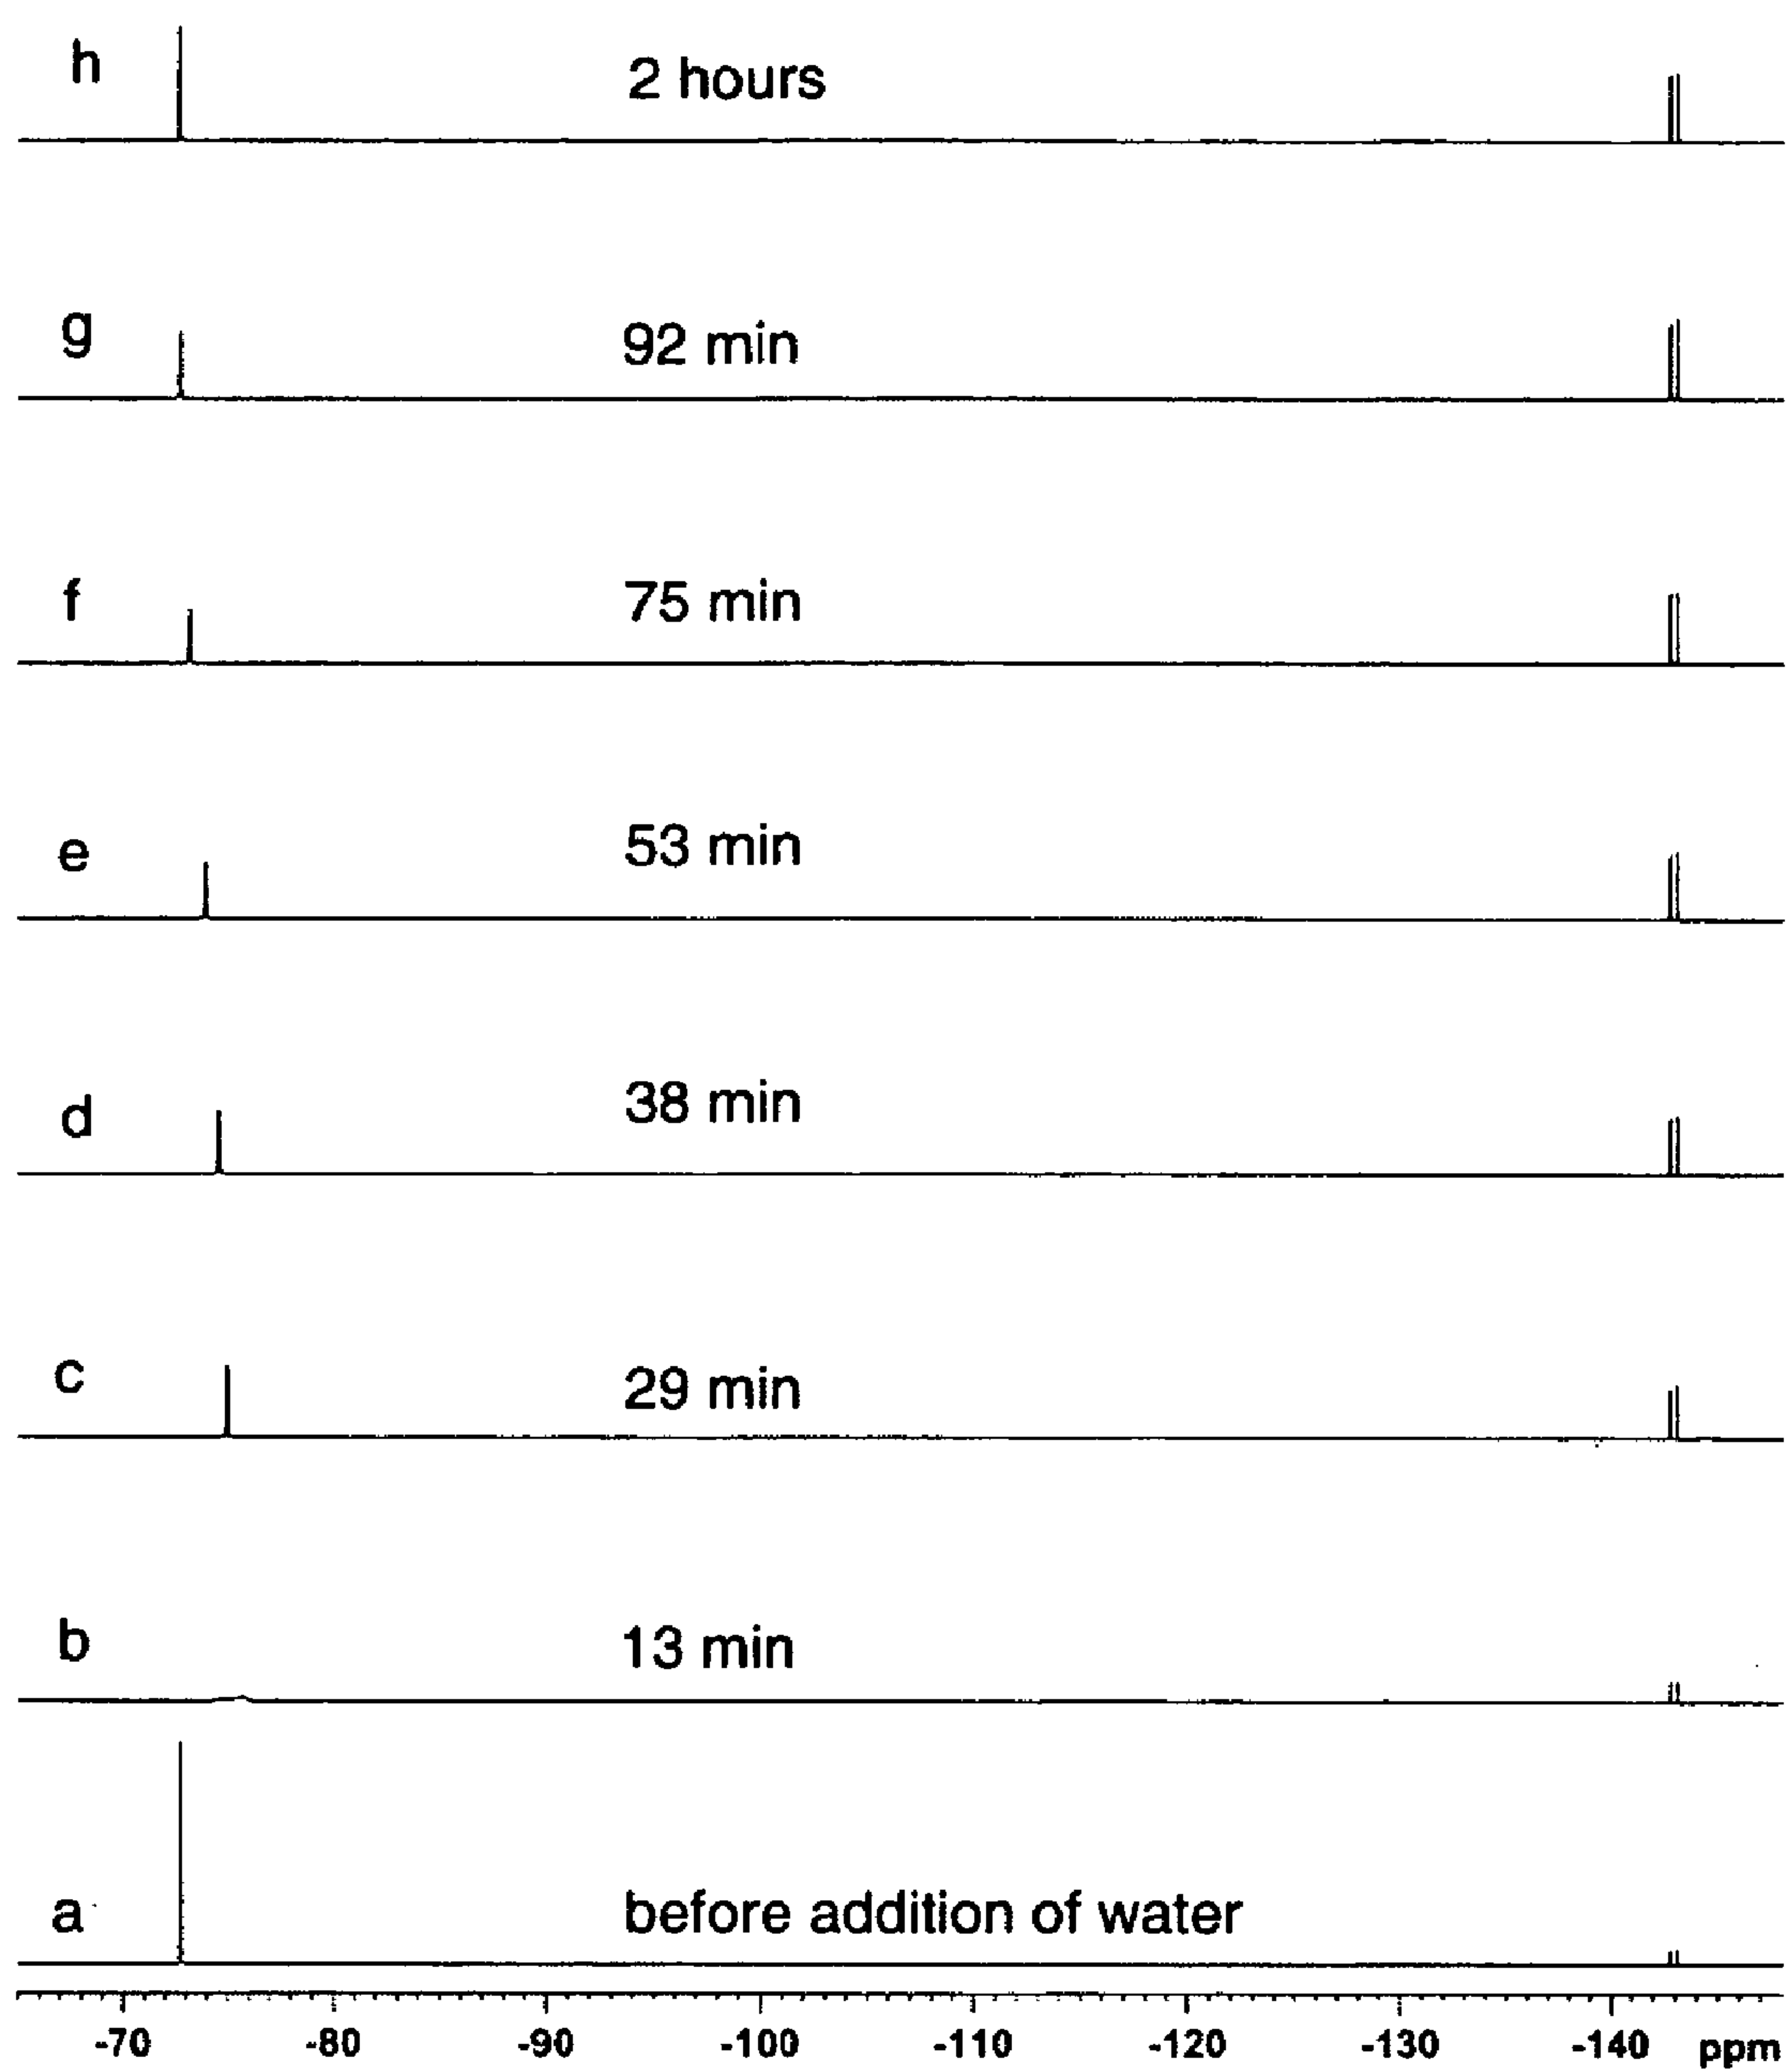 h 2 hours
g 92 min
f 75 min
e 53 min
d 38 min
c 29 min
b 13 min
a before addition of water
-70 -80 -90 -100 -110 -120 -130 -140 ppm